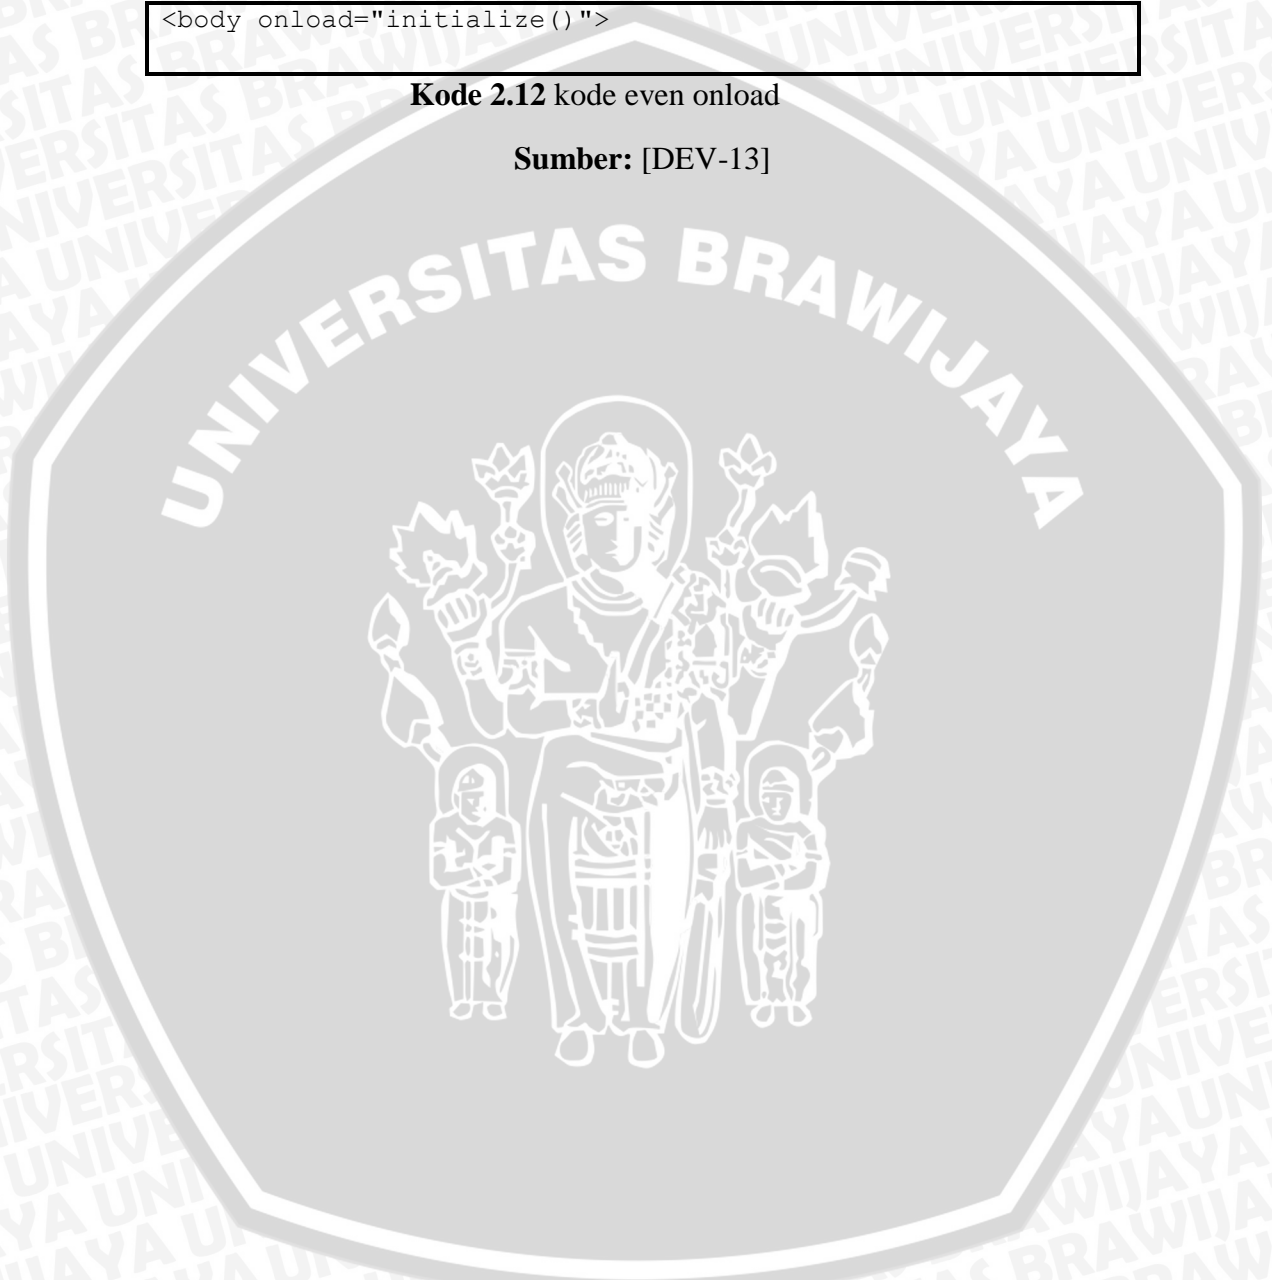 <body onload="initialize()">
Kode 2.12 kode even onload
Sumber: [DEV-13]
UNIVERSITAS BRAWIJAYA